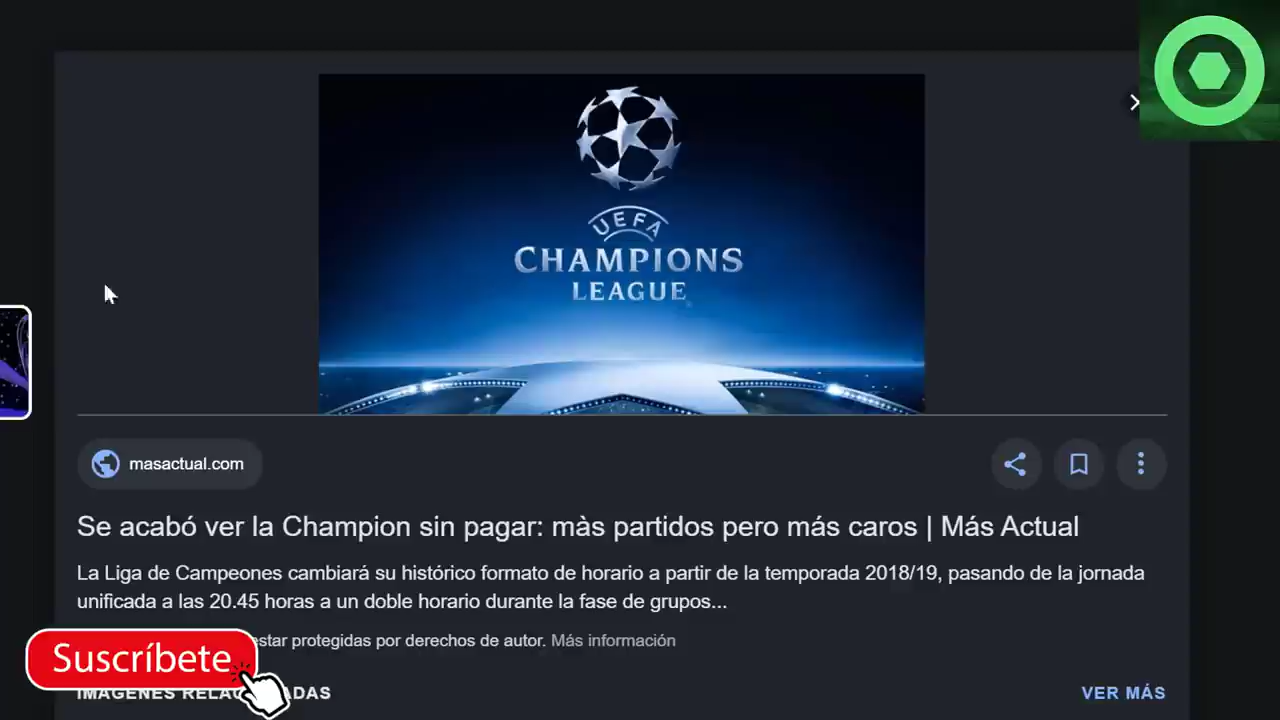 UEFA
CHAMPIONS
LEAGUE
masactual.com
Se acabó ver la Champion sin pagar: màs partidos pero más caros | Más Actual
La Liga de Campeones cambiará su histórico formato de horario a partir de la temporada 2018/19, pasando de la jornada
unificada a las 20.45 horas a un doble horario durante la fase de grupos...
estar protegidas por derechos de autor. Más información
Suscríbete
VER MÁS